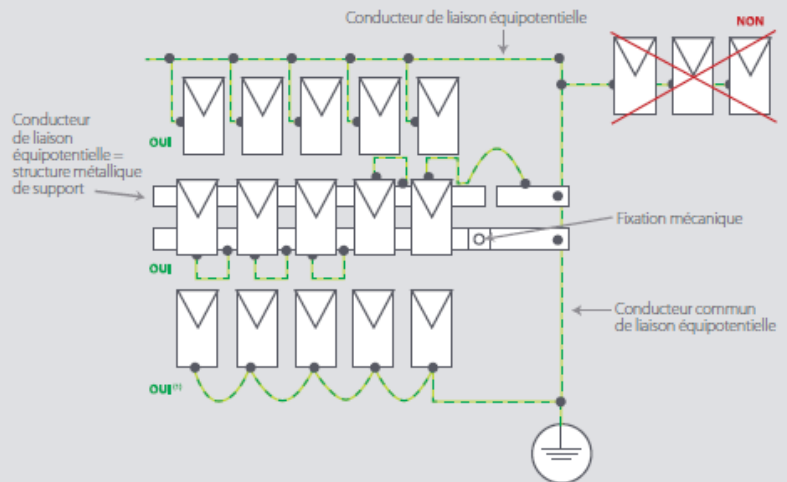 Conducteur de liaison équipotentielle
NON
Conducteur
de liaison
équipotentielle =
structure métallique
de support
OUI
Fixation mécanique
OUI
Conducteur commun
de liaison équipotentielle
OUI(1)